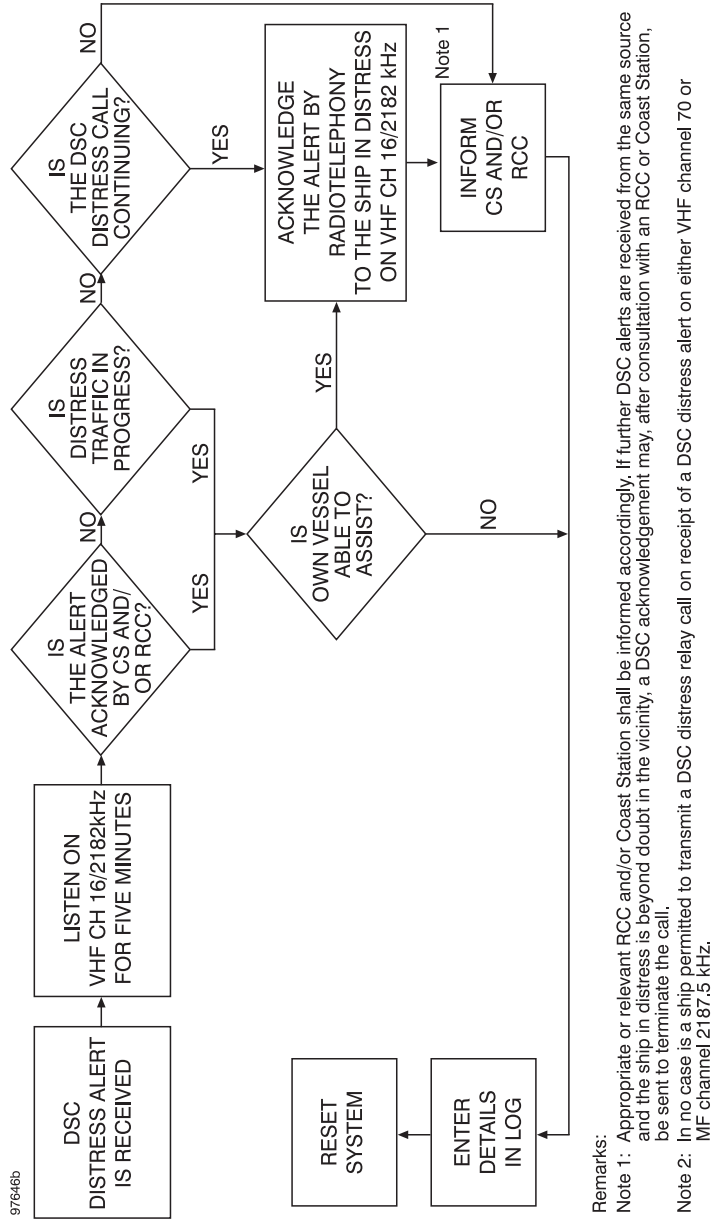 97646b
DSC
DISTRESS ALERT
IS RECEIVED
LISTEN ON
VHF CH 16/2182kHz
FOR FIVE MINUTES
IS
THE ALERT
ACKNOWLEDGED
BY CS AND/
OR RCC?
NO
YES
IS
DISTRESS
TRAFFIC IN
PROGRESS?
NO
YES
IS
THE DSC
DISTRESS CALL
CONTINUING?
NO
YES
IS
OWN VESSEL
ABLE TO
ASSIST?
YES
NO
ACKNOWLEDGE
THE ALERT BY
RADIOTELEPHONY
TO THE SHIP IN DISTRESS
ON VHF CH 16/2182 kHz
Note 1
INFORM
CS AND/OR
RCC
RESET
SYSTEM
ENTER
DETAILS
IN LOG
Remarks:
Note 1: Appropriate or relevant RCC and/or Coast Station shall be informed accordingly. If further DSC alerts are received from the same source
and the ship in distress is beyond doubt in the vicinity, a DSC acknowledgement may, after consultation with an RCC or Coast Station,
be sent to terminate the call.
Note 2: In no case is a ship permitted to transmit a DSC distress relay call on receipt of a DSC distress alert on either VHF channel 70 or
MF channel 2187.5 kHz.